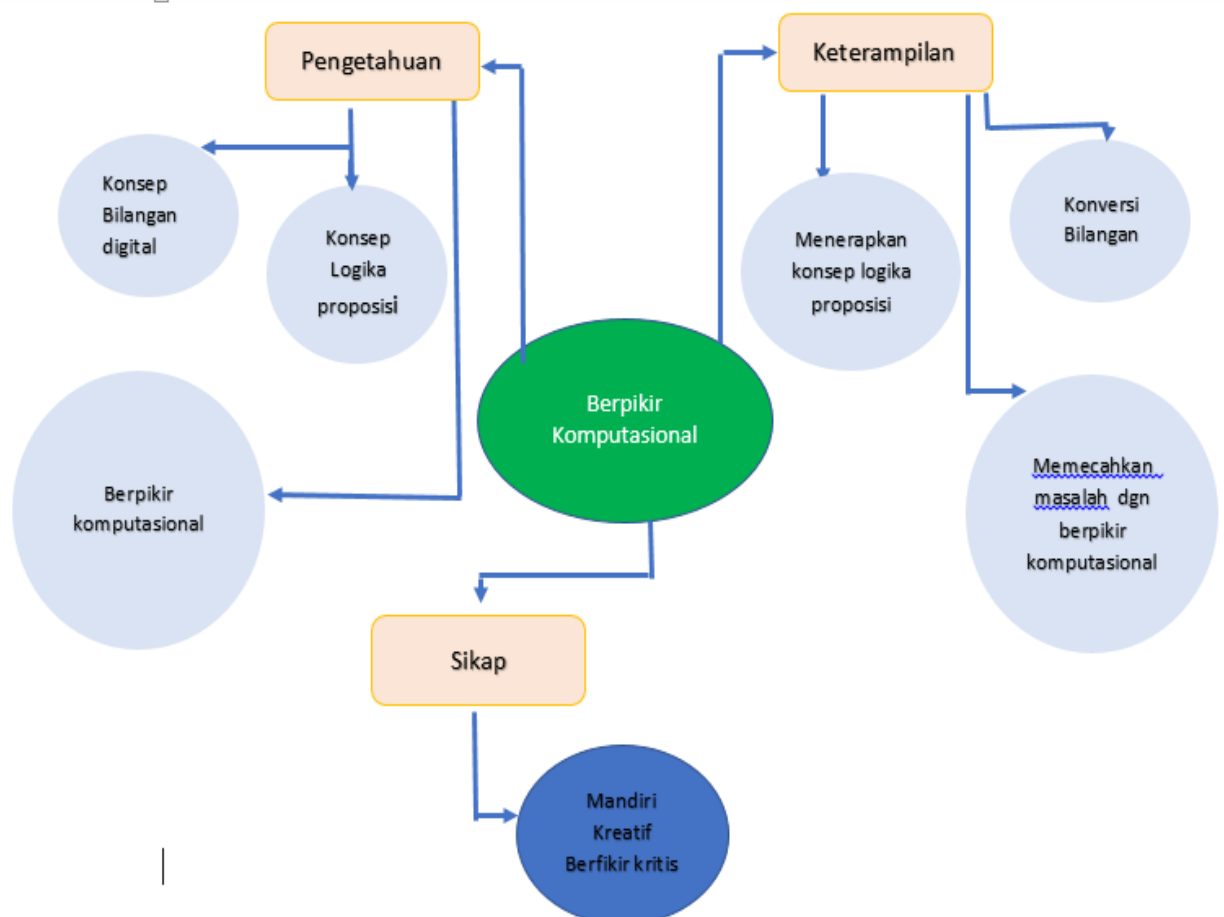 Pengetahuan
Keterampilan
Konsep
Bilangan
digital
Konsep
Logika
proposisi
Menerapkan
konsep logika
proposisi
Konversi
Bilangan
Berpikir
Komputasional
Berpikir
komputasional
Memecahkan
masalah dgn
berpikir
komputasional
Sikap
Mandiri
Kreatif
Berfikir kritis